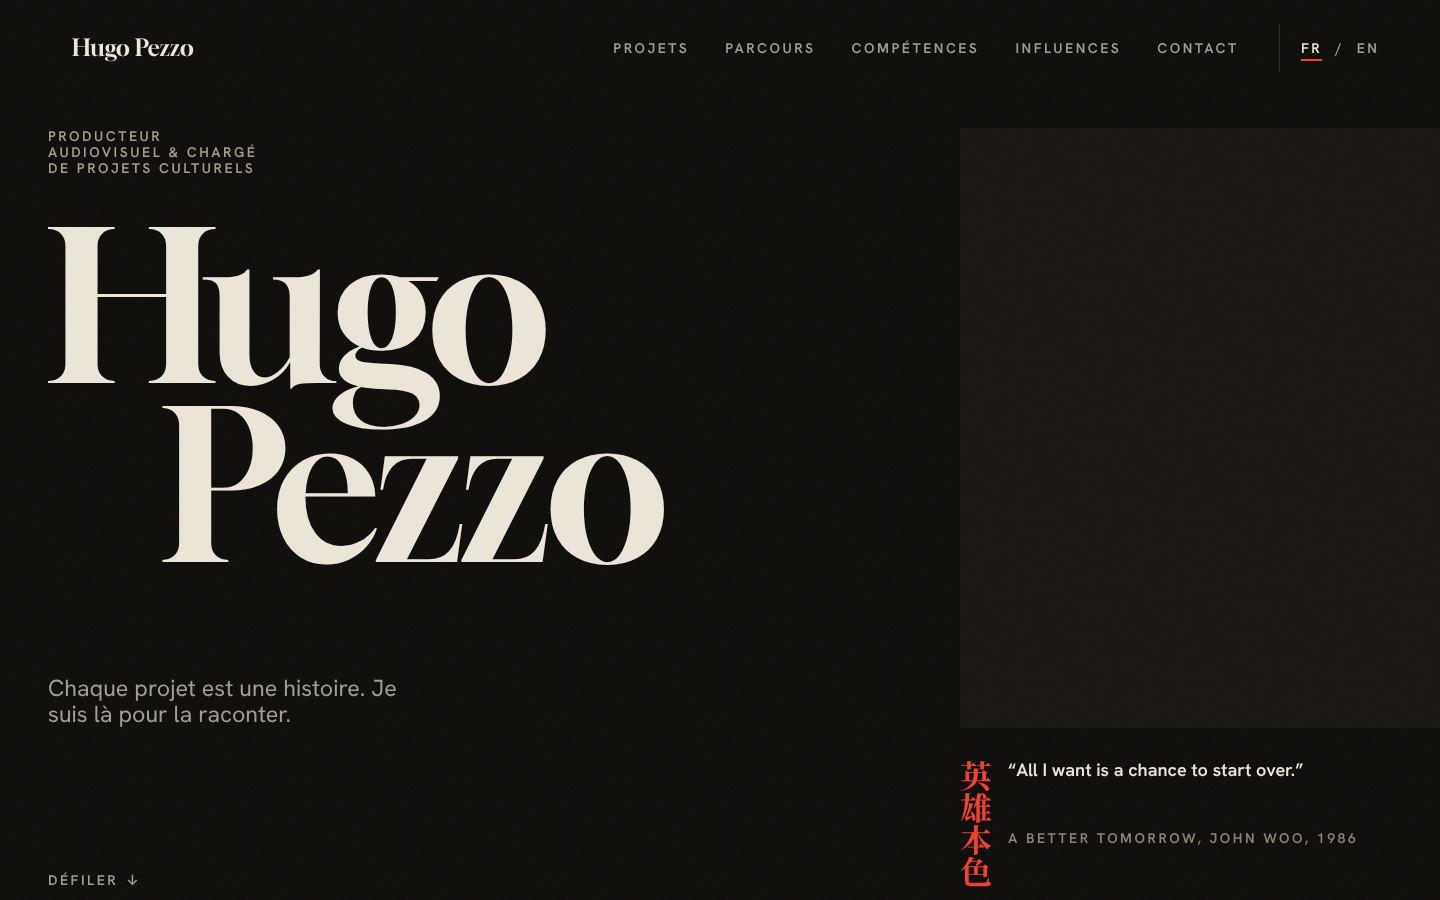 Hugo Pezzo
PROJETS PARCOURS COMPÉTENCES INFLUENCES CONTACT FR / EN
PRODUCTEUR
AUDIOVISUEL & CHARGÉ
DE PROJETS CULTURELS
Hugo
Pezzo
Chaque projet est une histoire. Je
suis là pour la raconter.
英雄本色
“All I want is a chance to start over.”
A BETTER TOMORROW, JOHN WOO, 1986
DÉFILER ↓